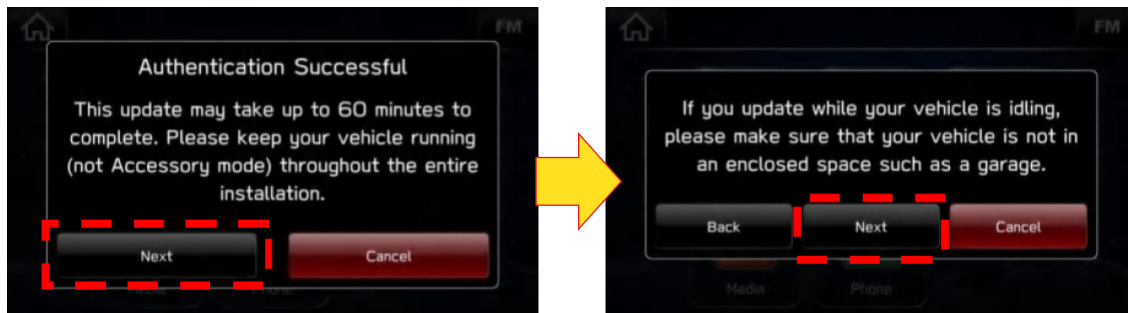 FM
Authentication Successful
This update may take up to 60 minutes to
complete. Please keep your vehicle running
(not Accessory mode) throughout the entire
installation.
Next
Cancel
Media
Phone
FM
If you update while your vehicle is idling,
please make sure that your vehicle is not in
an enclosed space such as a garage.
Back
Next
Cancel
Media
Phone